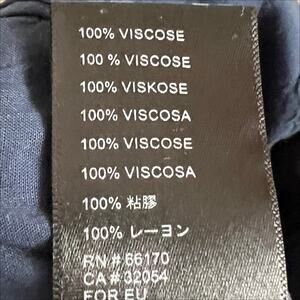 100% VISCOSE
100 % VISCOSE
100% VISKOSE
100% VISCOSA
100% VISCOSE
100% VISCOSA
100% 粘膠
100% レーヨン
RN # 66170
CA # 32054
FOR EU